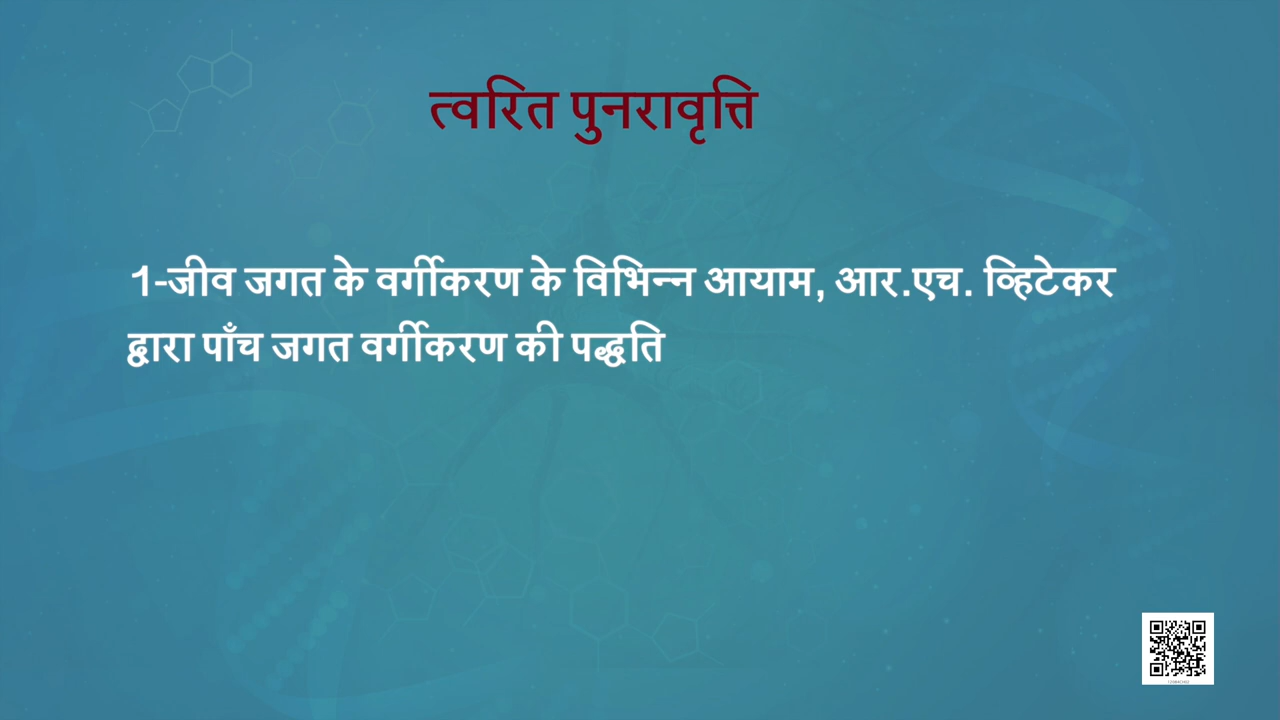 त्वरित पुनरावृत्ति
1-जीव जगत के वर्गीकरण के विभिन्न आयाम, आर.एच. व्हिटेकर
द्वारा पाँच जगत वर्गीकरण की पद्धति